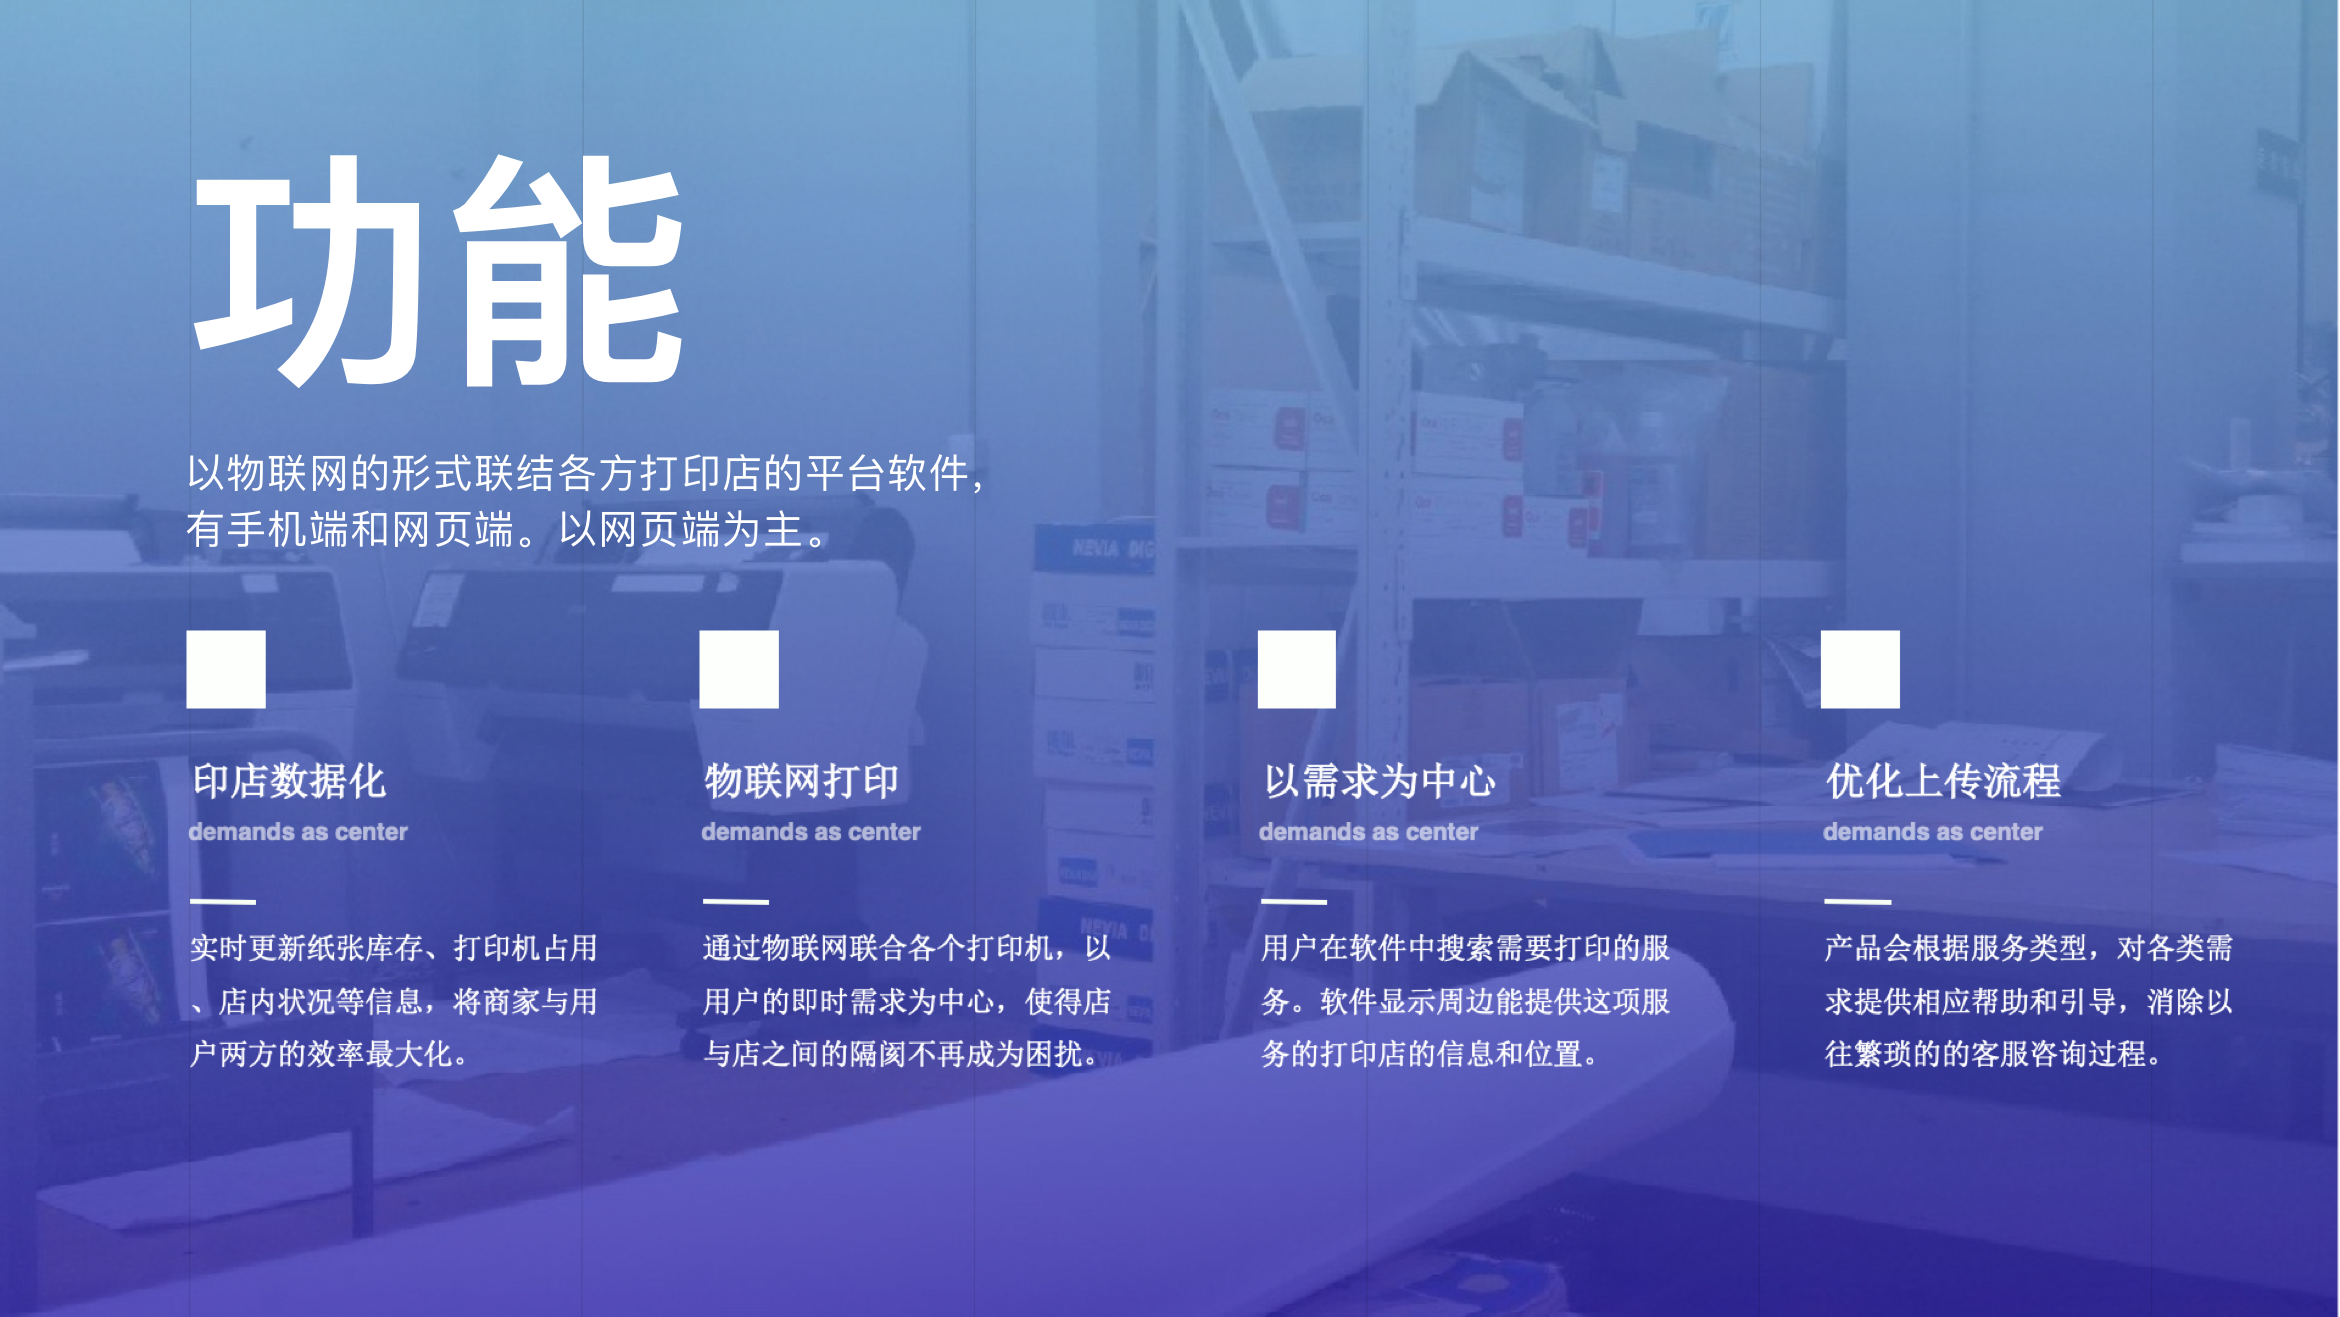 功能
以物联网的形式联结各方打印店的平台软件,
有手机端和网页端。以网页端为主。
印店数据化
demands as center
实时更新纸张库存、打印机占用
、店内状况等信息，将商家与用
户两方的效率最大化。
物联网打印
demands as center
通过物联网联合各个打印机，以
用户的即时需求为中心，使得店
与店之间的隔阂不再成为困扰。
以需求为中心
demands as center
用户在软件中搜索需要打印的服
务。软件显示周边能提供这项服
务的打印店的信息和位置。
优化上传流程
demands as center
产品会根据服务类型，对各类需
求提供相应帮助和引导，消除以
往繁琐的的客服咨询过程。
NEVIA DIG
NEVIA DI